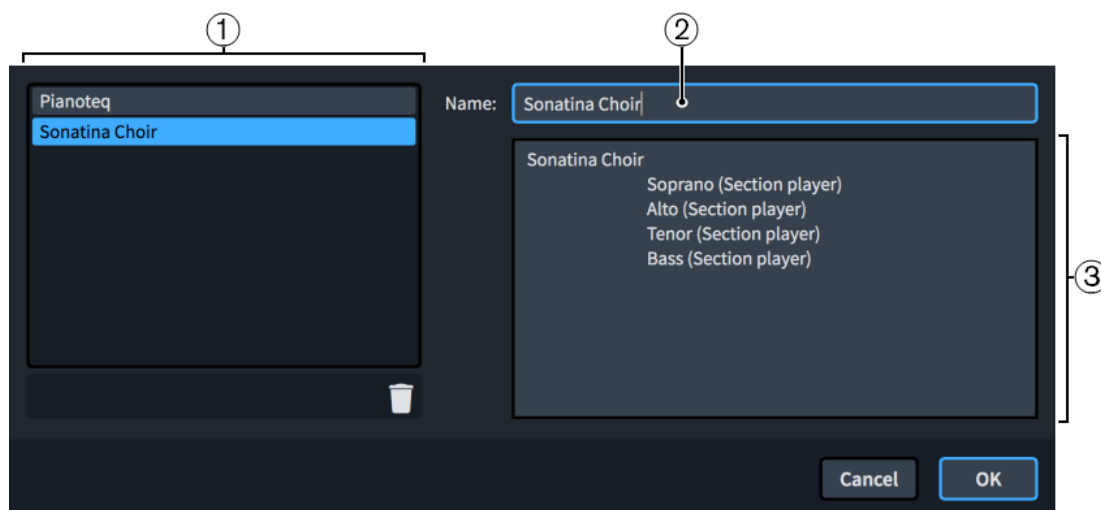 1
2
Pianoteq
Sonatina Choir
Name: Sonatina Choir
Sonatina Choir
Soprano (Section player)
Alto (Section player)
Tenor (Section player)
Bass (Section player)
3
Cancel OK